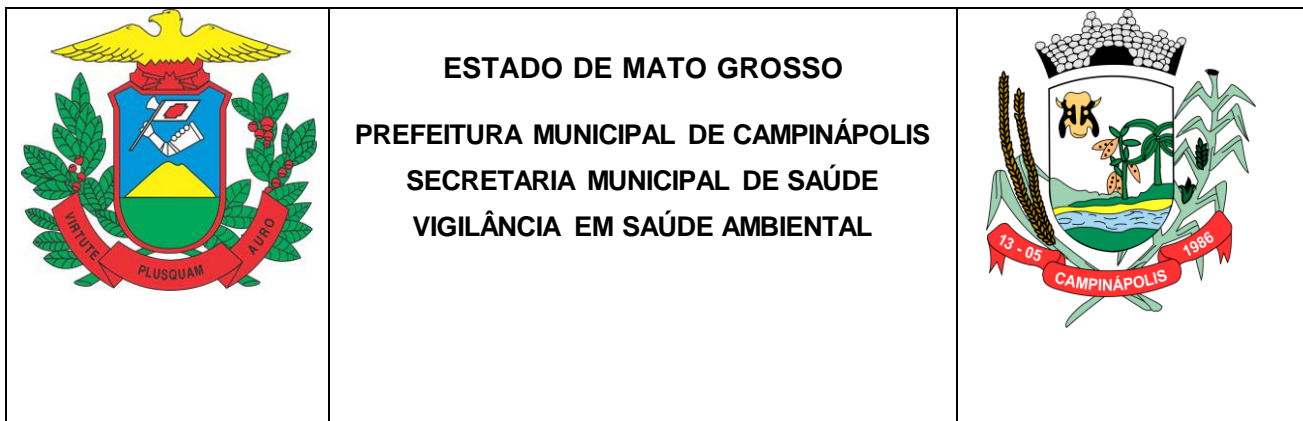 VIRTUTE PLUSQUAM AURO
ESTADO DE MATO GROSSO
PREFEITURA MUNICIPAL DE CAMPINÁPOLIS
SECRETARIA MUNICIPAL DE SAÚDE
VIGILÂNCIA EM SAÚDE AMBIENTAL
13 - 05 CAMPINÁPOLIS 1986